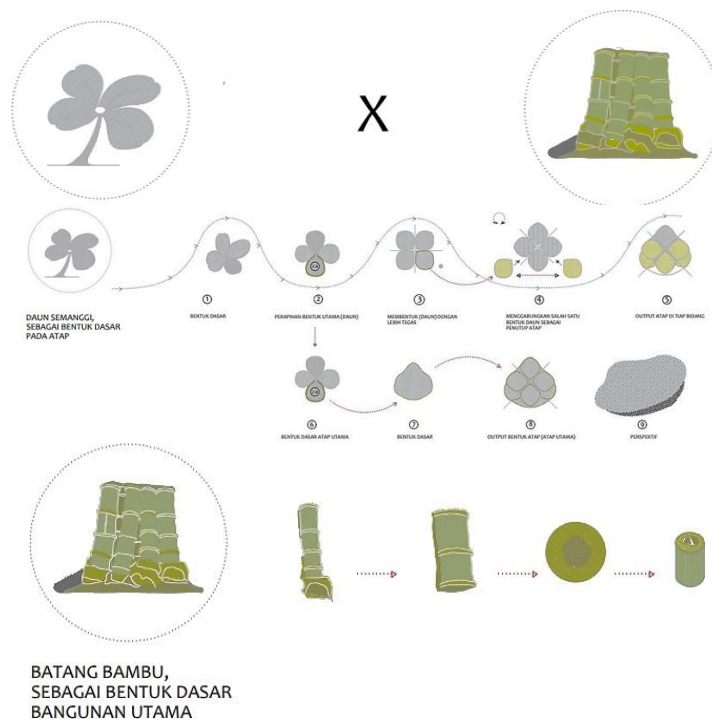 X
DAUN SEMANGGI,
SEBAGAI BENTUK DASAR
PADA ATAP
1
BENTUK DASAR
2
PERAPIHAN BENTUK UTAMA (DAUN)
3
MEMBENTUK (DAUN) DENGAN
LEBIH TEGAS
4
MENGGABUNGKAN SALAH SATU
BENTUK DAUN SEBAGAI
PENUTUP ATAP
5
OUTPUT ATAP DI TIAP BIDANG
6
BENTUK DASAR ATAP UTAMA
7
BENTUK DASAR
8
OUTPUT BENTUK ATAP (ATAP UTAMA)
9
PERSPEKTIF
BATANG BAMBU,
SEBAGAI BENTUK DASAR
BANGUNAN UTAMA